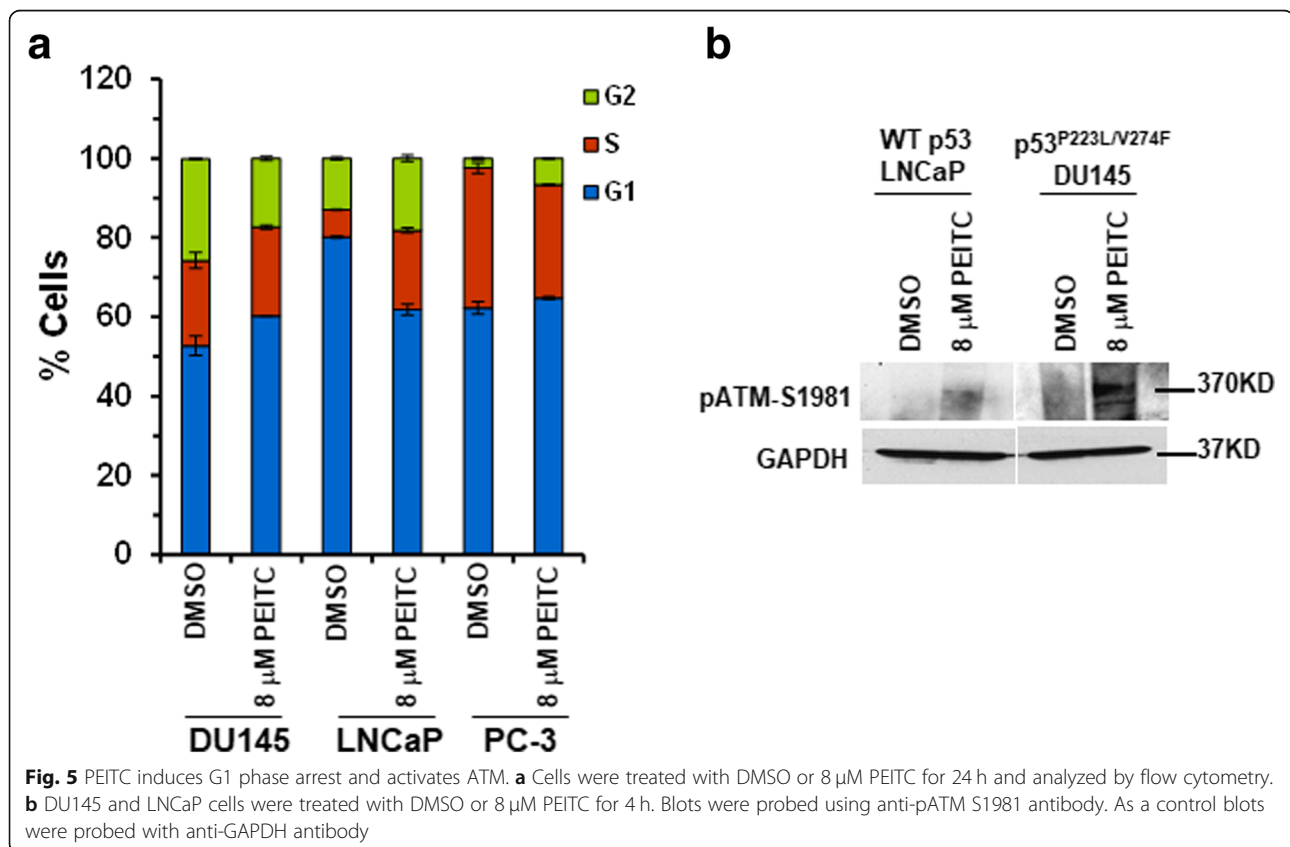 a
120
100
80
60
40
20
0
% Cells
G2
S
G1
DMSO
8 µM PEITC
DMSO
8 µM PEITC
DMSO
8 µM PEITC
DU145
LNCaP
PC-3
b
WT p53
LNCaP
p53P223L/V274F
DU145
DMSO
8 µM PEITC
DMSO
8 µM PEITC
pATM-S1981
370KD
GAPDH
37KD
Fig. 5 PEITC induces G1 phase arrest and activates ATM. a Cells were treated with DMSO or 8 µM PEITC for 24 h and analyzed by flow cytometry.
b DU145 and LNCaP cells were treated with DMSO or 8 µM PEITC for 4 h. Blots were probed using anti-pATM S1981 antibody. As a control blots
were probed with anti-GAPDH antibody